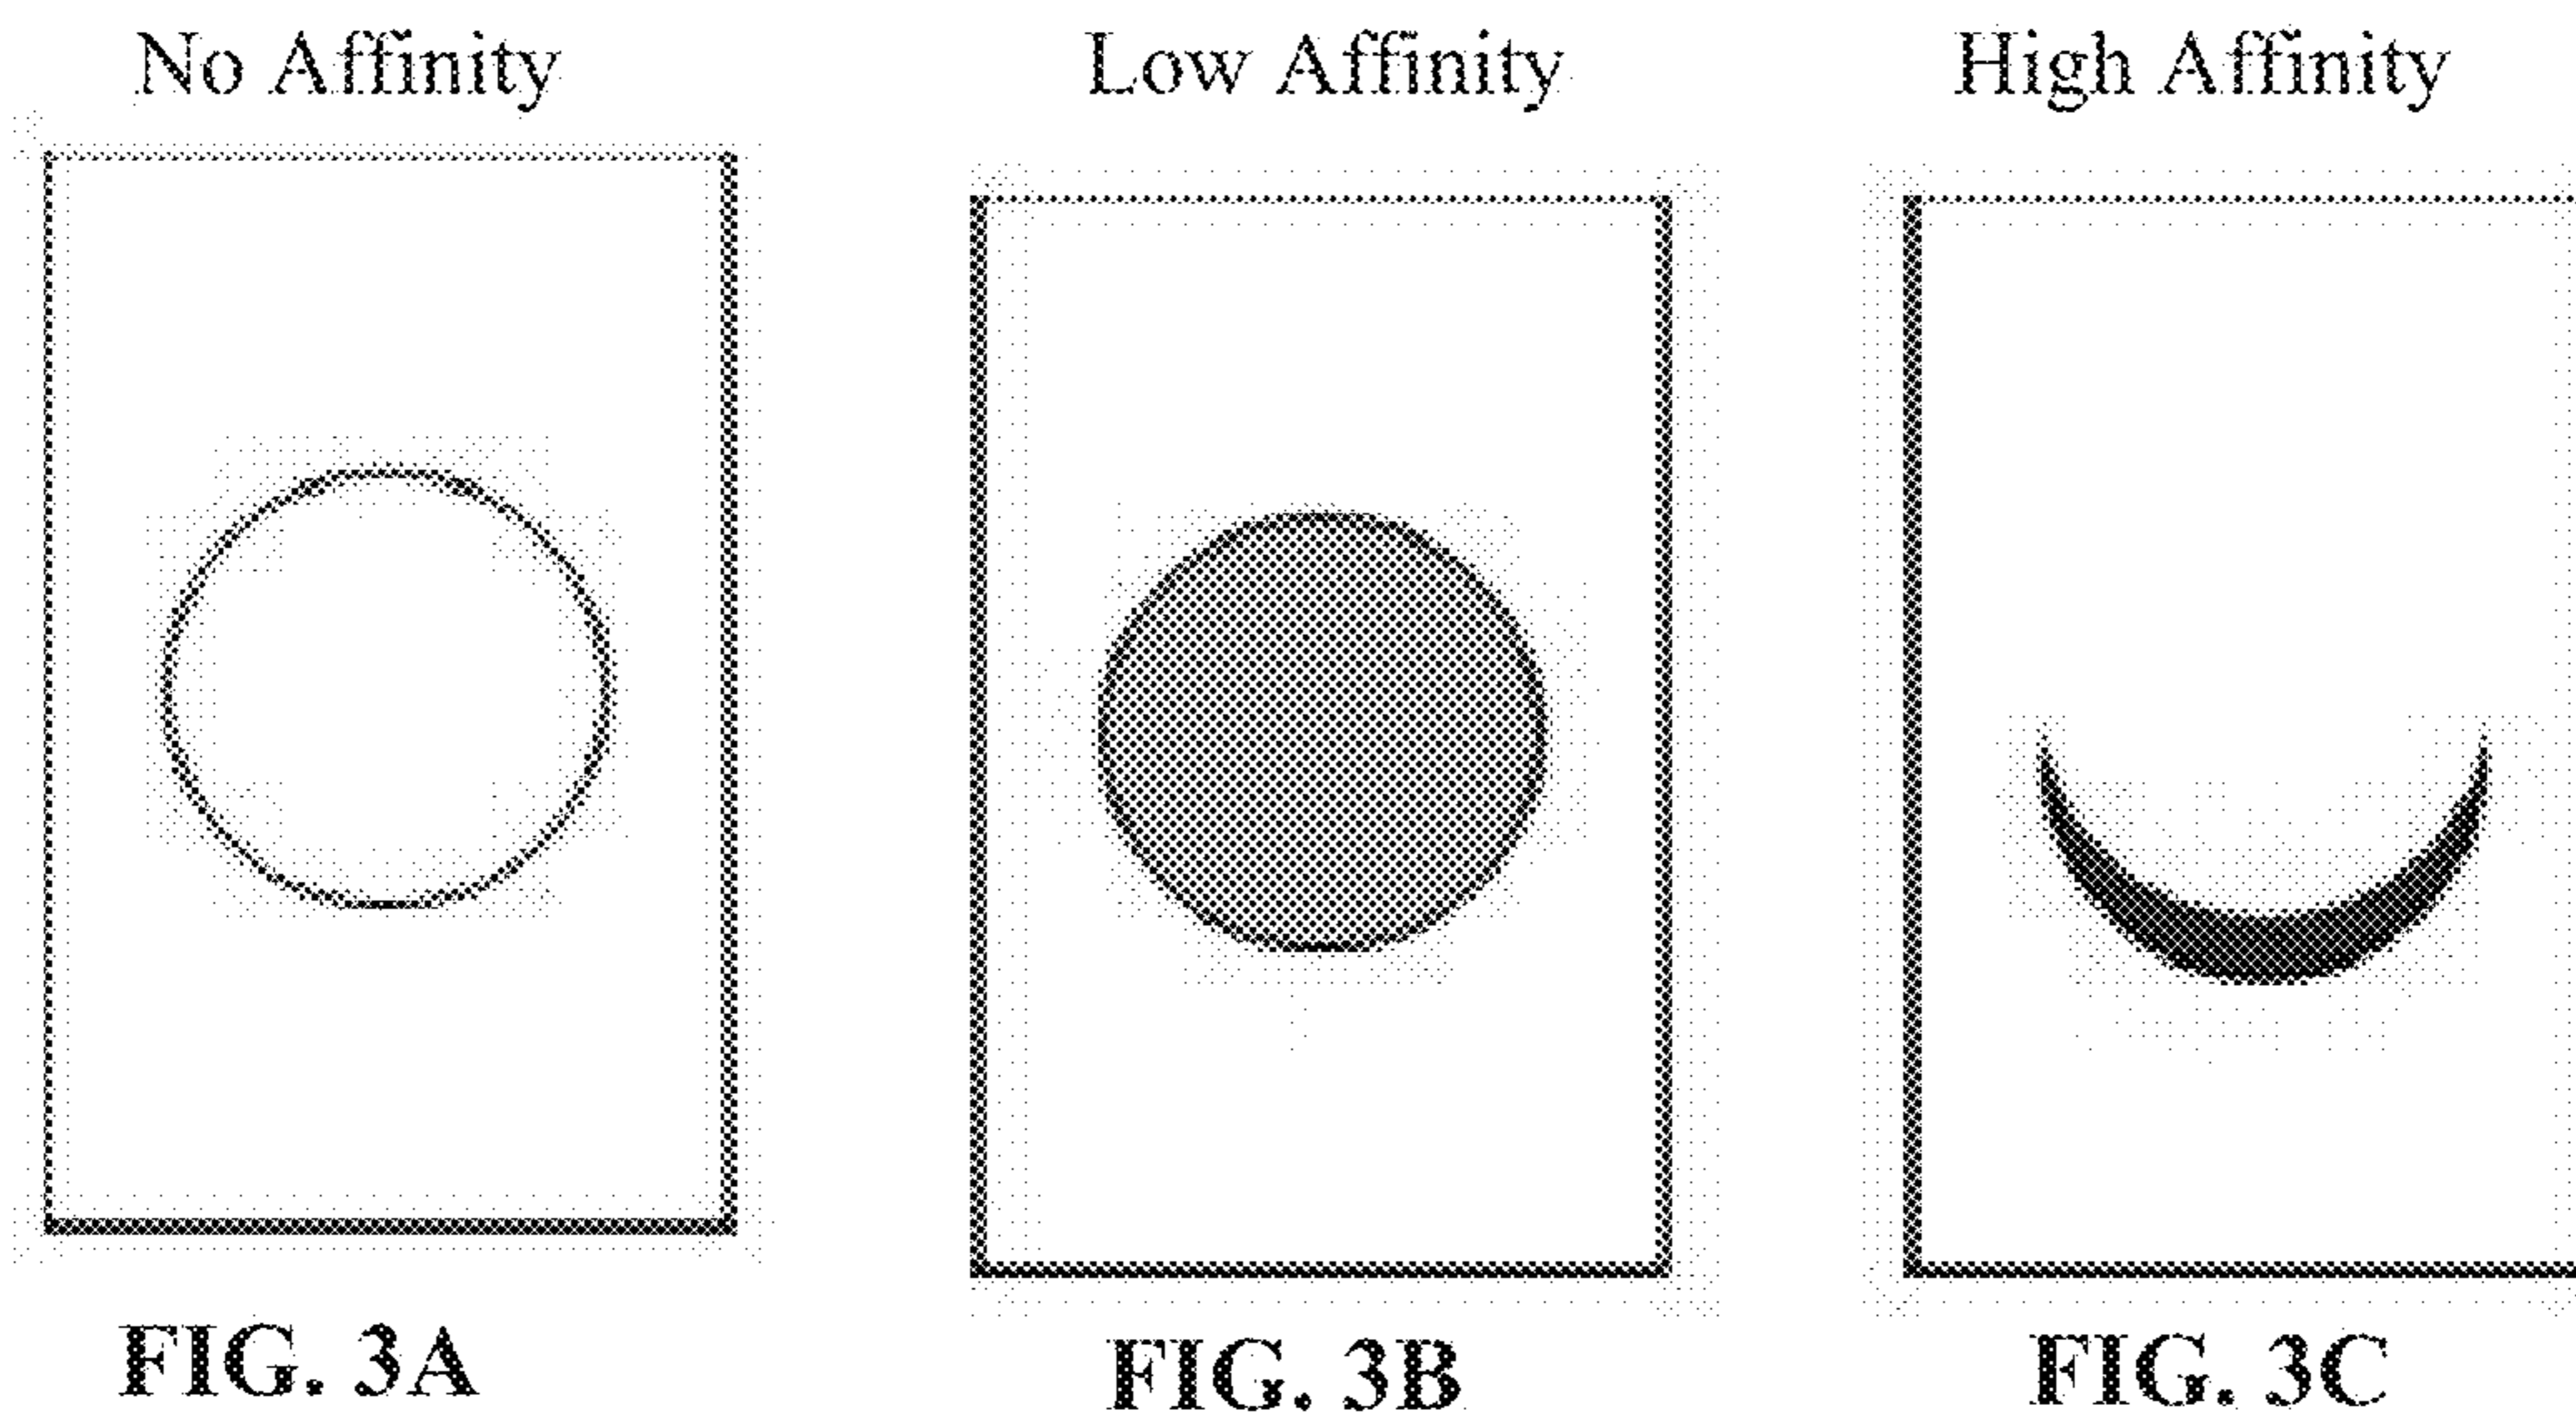 No Affinity
Low Affinity
High Affinity
FIG. 3A
FIG. 3B
FIG. 3C